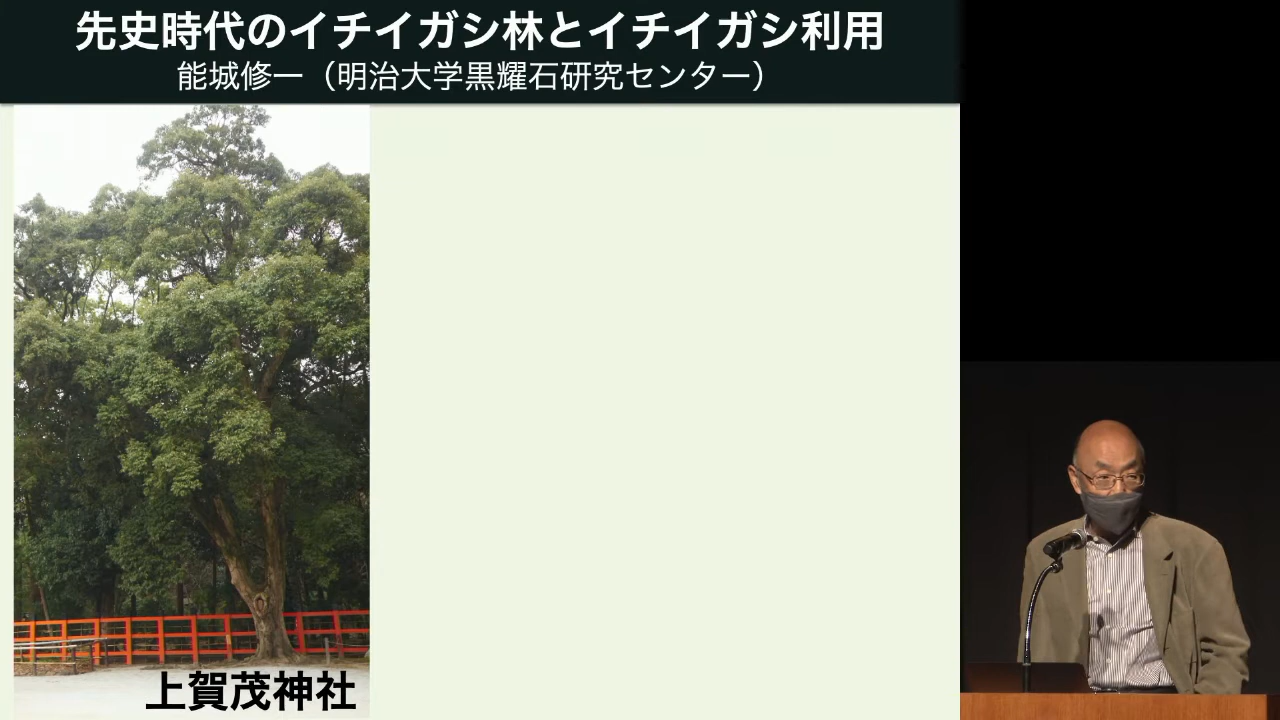 先史時代のイチイガシ林とイチイガシ利用
能城修一（明治大学黒耀石研究センター）
上賀茂神社